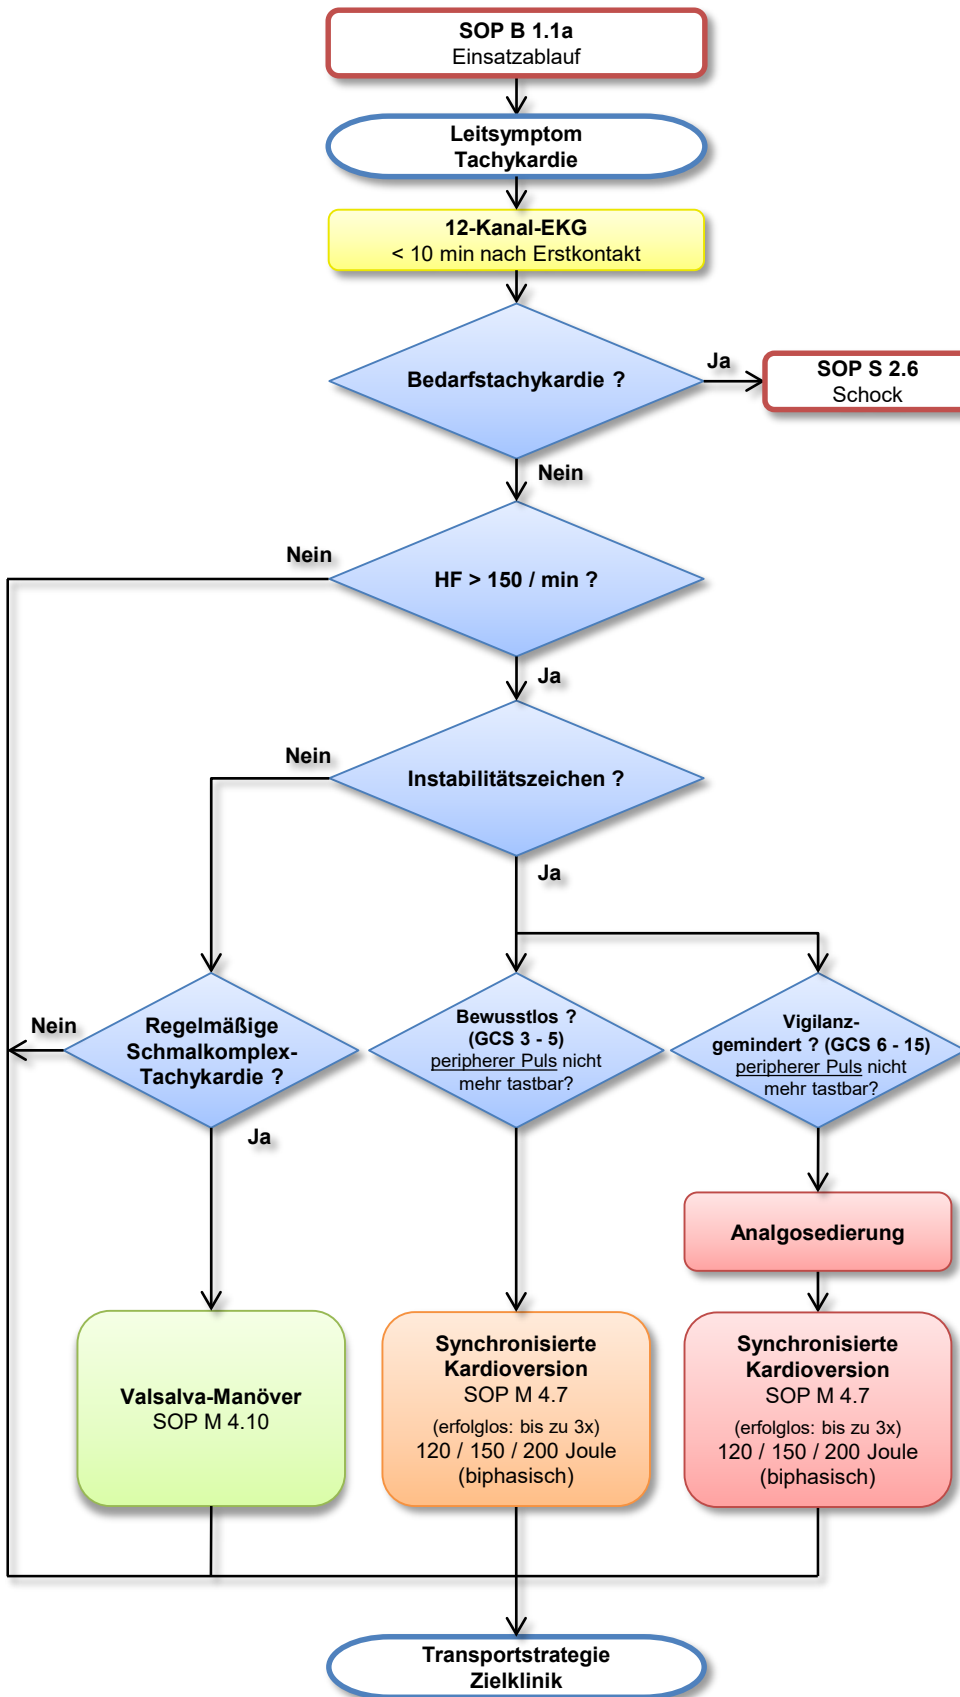 SOP B 1.1a
Einsatzablauf
Leitsymptom
Tachykardie
12-Kanal-EKG
< 10 min nach Erstkontakt
Bedarfstachykardie ?
Ja
SOP S 2.6
Schock
Nein
Nein
HF > 150 / min ?
Ja
Nein
Instabilitätszeichen ?
Ja
Nein
Regelmäßige
Schmalkomplex-
Tachykardie ?
Ja
Bewusstlos ?
(GCS 3 - 5)
peripherer Puls nicht
mehr tastbar?
Vigilanz-
gemindert ? (GCS 6 - 15)
peripherer Puls nicht
mehr tastbar?
Analgosedierung
Valsalva-Manöver
SOP M 4.10
Synchronisierte
Kardioversion
SOP M 4.7
(erfolglos: bis zu 3x)
120 / 150 / 200 Joule
(biphasisch)
Synchronisierte
Kardioversion
SOP M 4.7
(erfolglos: bis zu 3x)
120 / 150 / 200 Joule
(biphasisch)
Transportstrategie
Zielklinik